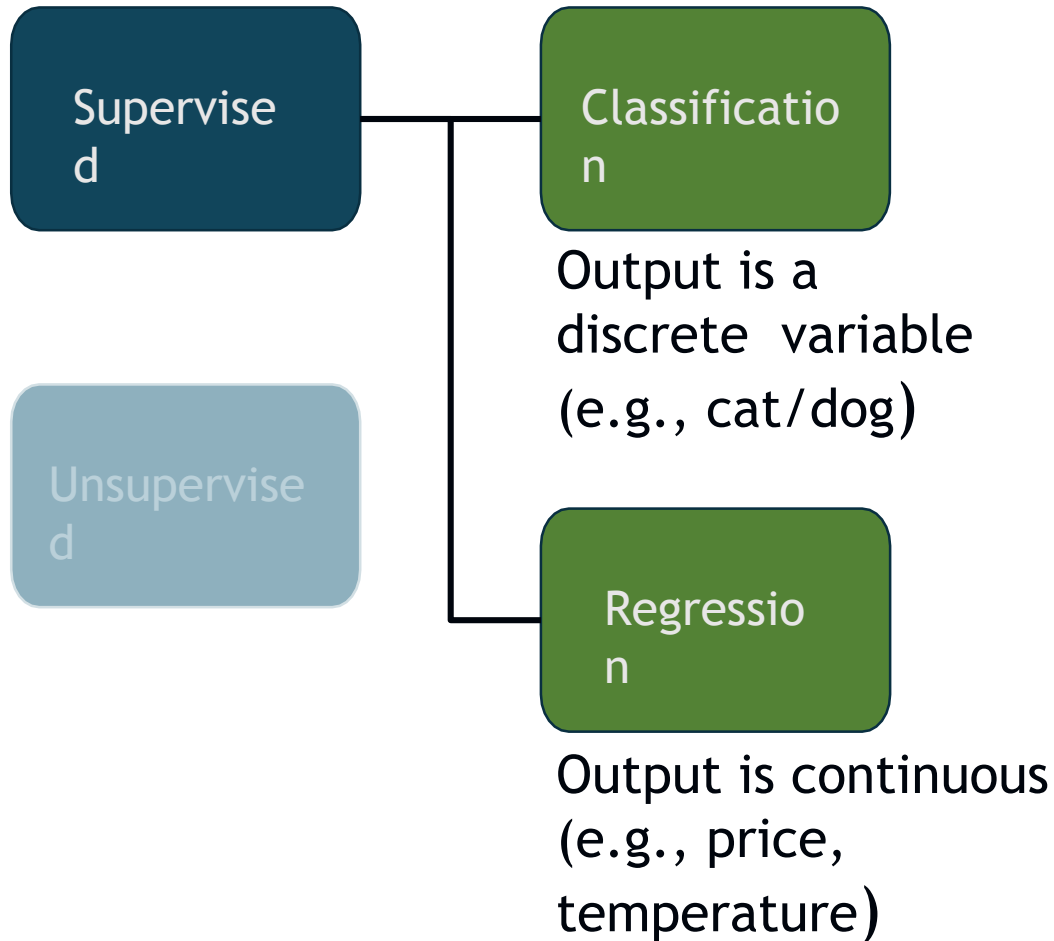 Supervise
d
Classificatio
n
Output is a
discrete  variable
(e.g., cat/dog)
Unsupervise
d
Regressio
n
Output is continuous
(e.g., price,
temperature)